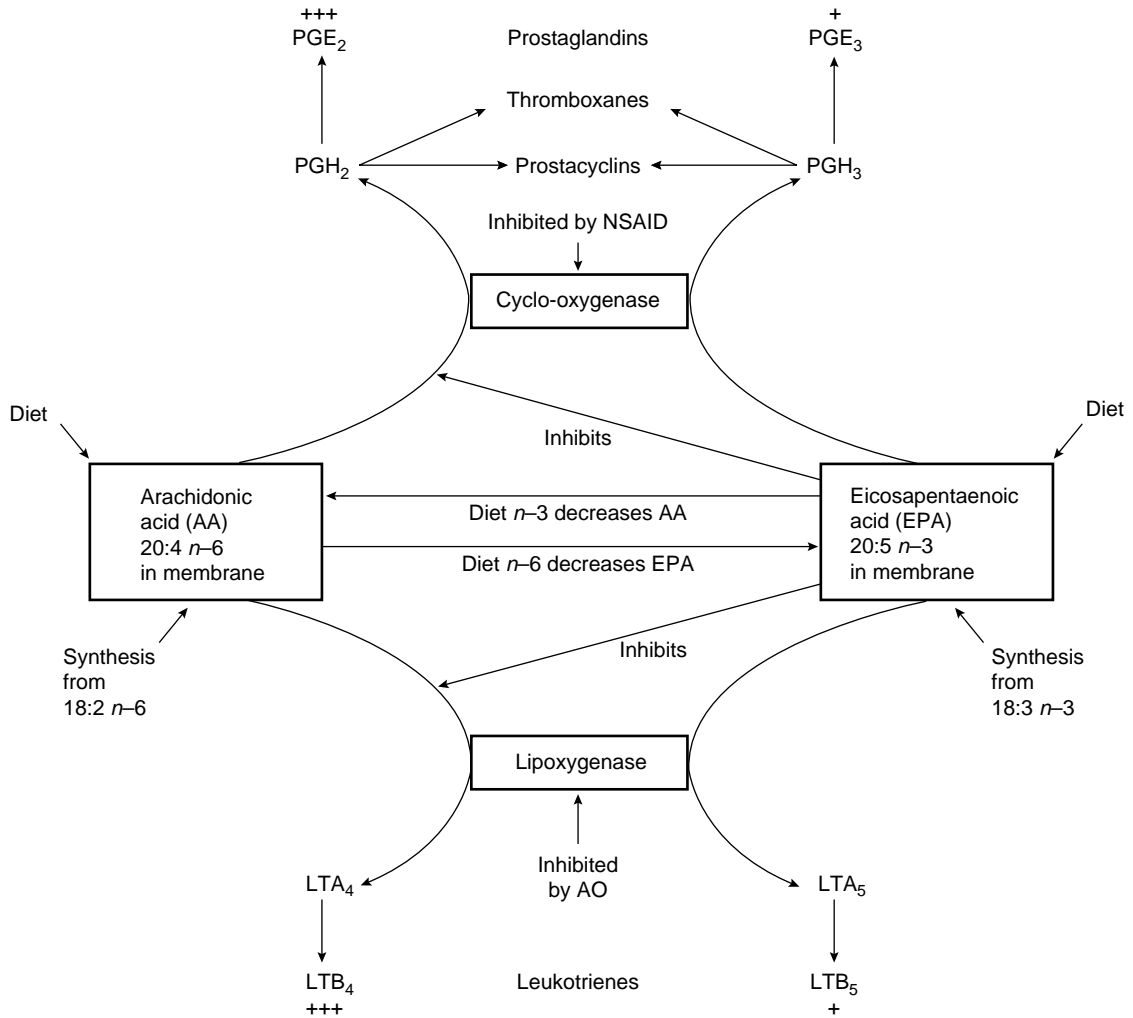 +++
PGE₂
Prostaglandins
+
PGE₃
Thromboxanes
PGH₂
Prostacyclins
PGH₃
Inhibited by NSAID
Cyclo-oxygenase
Diet
Diet
Inhibits
Arachidonic
acid (AA)
20:4 n–6
in membrane
Diet n–3 decreases AA
Diet n–6 decreases EPA
Eicosapentaenoic
acid (EPA)
20:5 n–3
in membrane
Inhibits
Synthesis
from
18:2 n–6
Synthesis
from
18:3 n–3
Lipoxygenase
Inhibited
by AO
LTA₄
LTA₅
LTB₄
+++
Leukotrienes
LTB₅
+